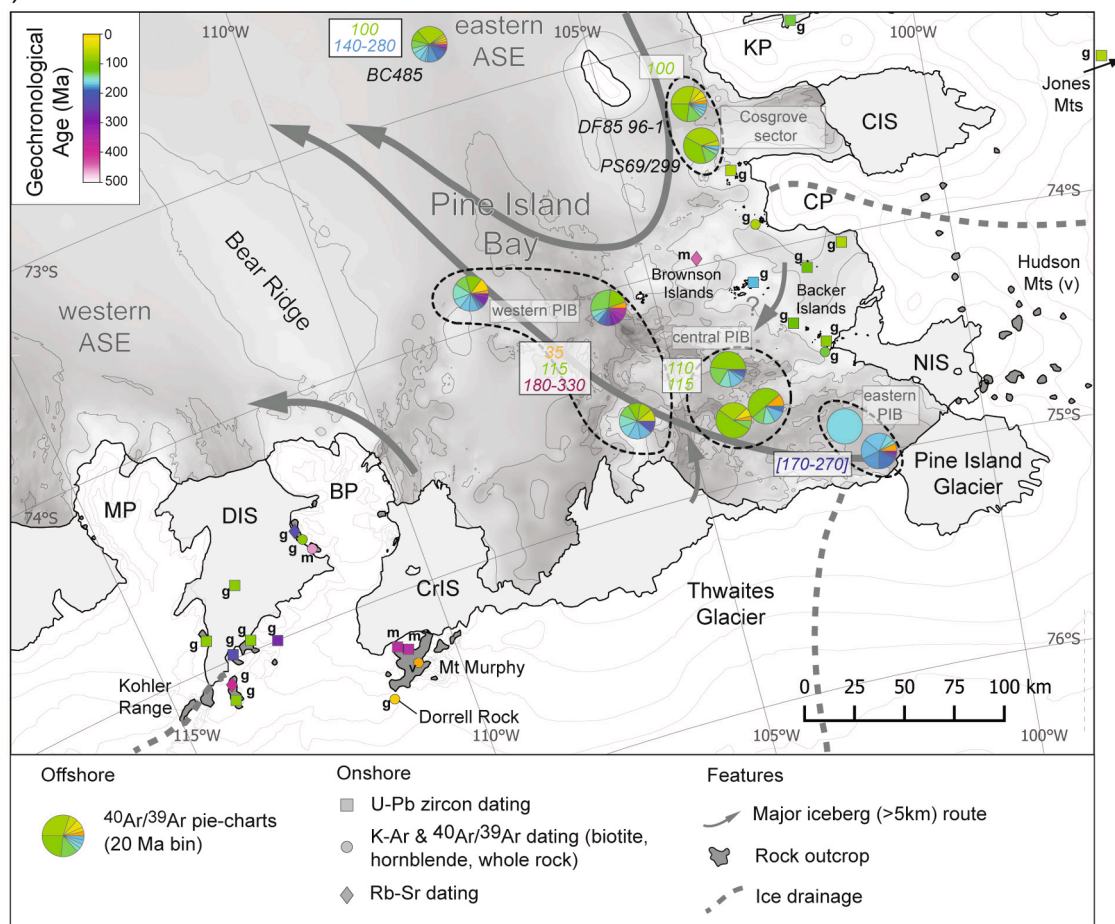 110°W
105°W
100°W
Geochronological
Age (Ma)
0
100
200
300
400
500
100
140-280
BC485
eastern
ASE
KP
g
g
Jones
Mts
100
DF85 96-1
Cosgrove
sector
CIS
PS69/299
g
74°S
CP
g
g
Pine Island
Bay
m
Brownson
Islands
g
g
Backer
Islands
Hudson
Mts (v)
73°S
Bear Ridge
western
ASE
western PIB
?
g
g
central PIB
NIS
35
115
180-330
110
115
eastern
PIB
75°S
[170-270]
Pine Island
Glacier
74°S
MP
DIS
BP
g
g
m
CrIS
Thwaites
Glacier
g
76°S
g
g
g
g
m
m
v
Mt Murphy
g
g
Kohler
Range
g
Dorrell Rock
0
25
50
75
100 km
115°W
110°W
105°W
100°W
Offshore
40Ar/39Ar pie-charts
(20 Ma bin)
Onshore
U-Pb zircon dating
K-Ar & 40Ar/39Ar dating (biotite,
hornblende, whole rock)
Rb-Sr dating
Features
Major iceberg (>5km) route
Rock outcrop
Ice drainage